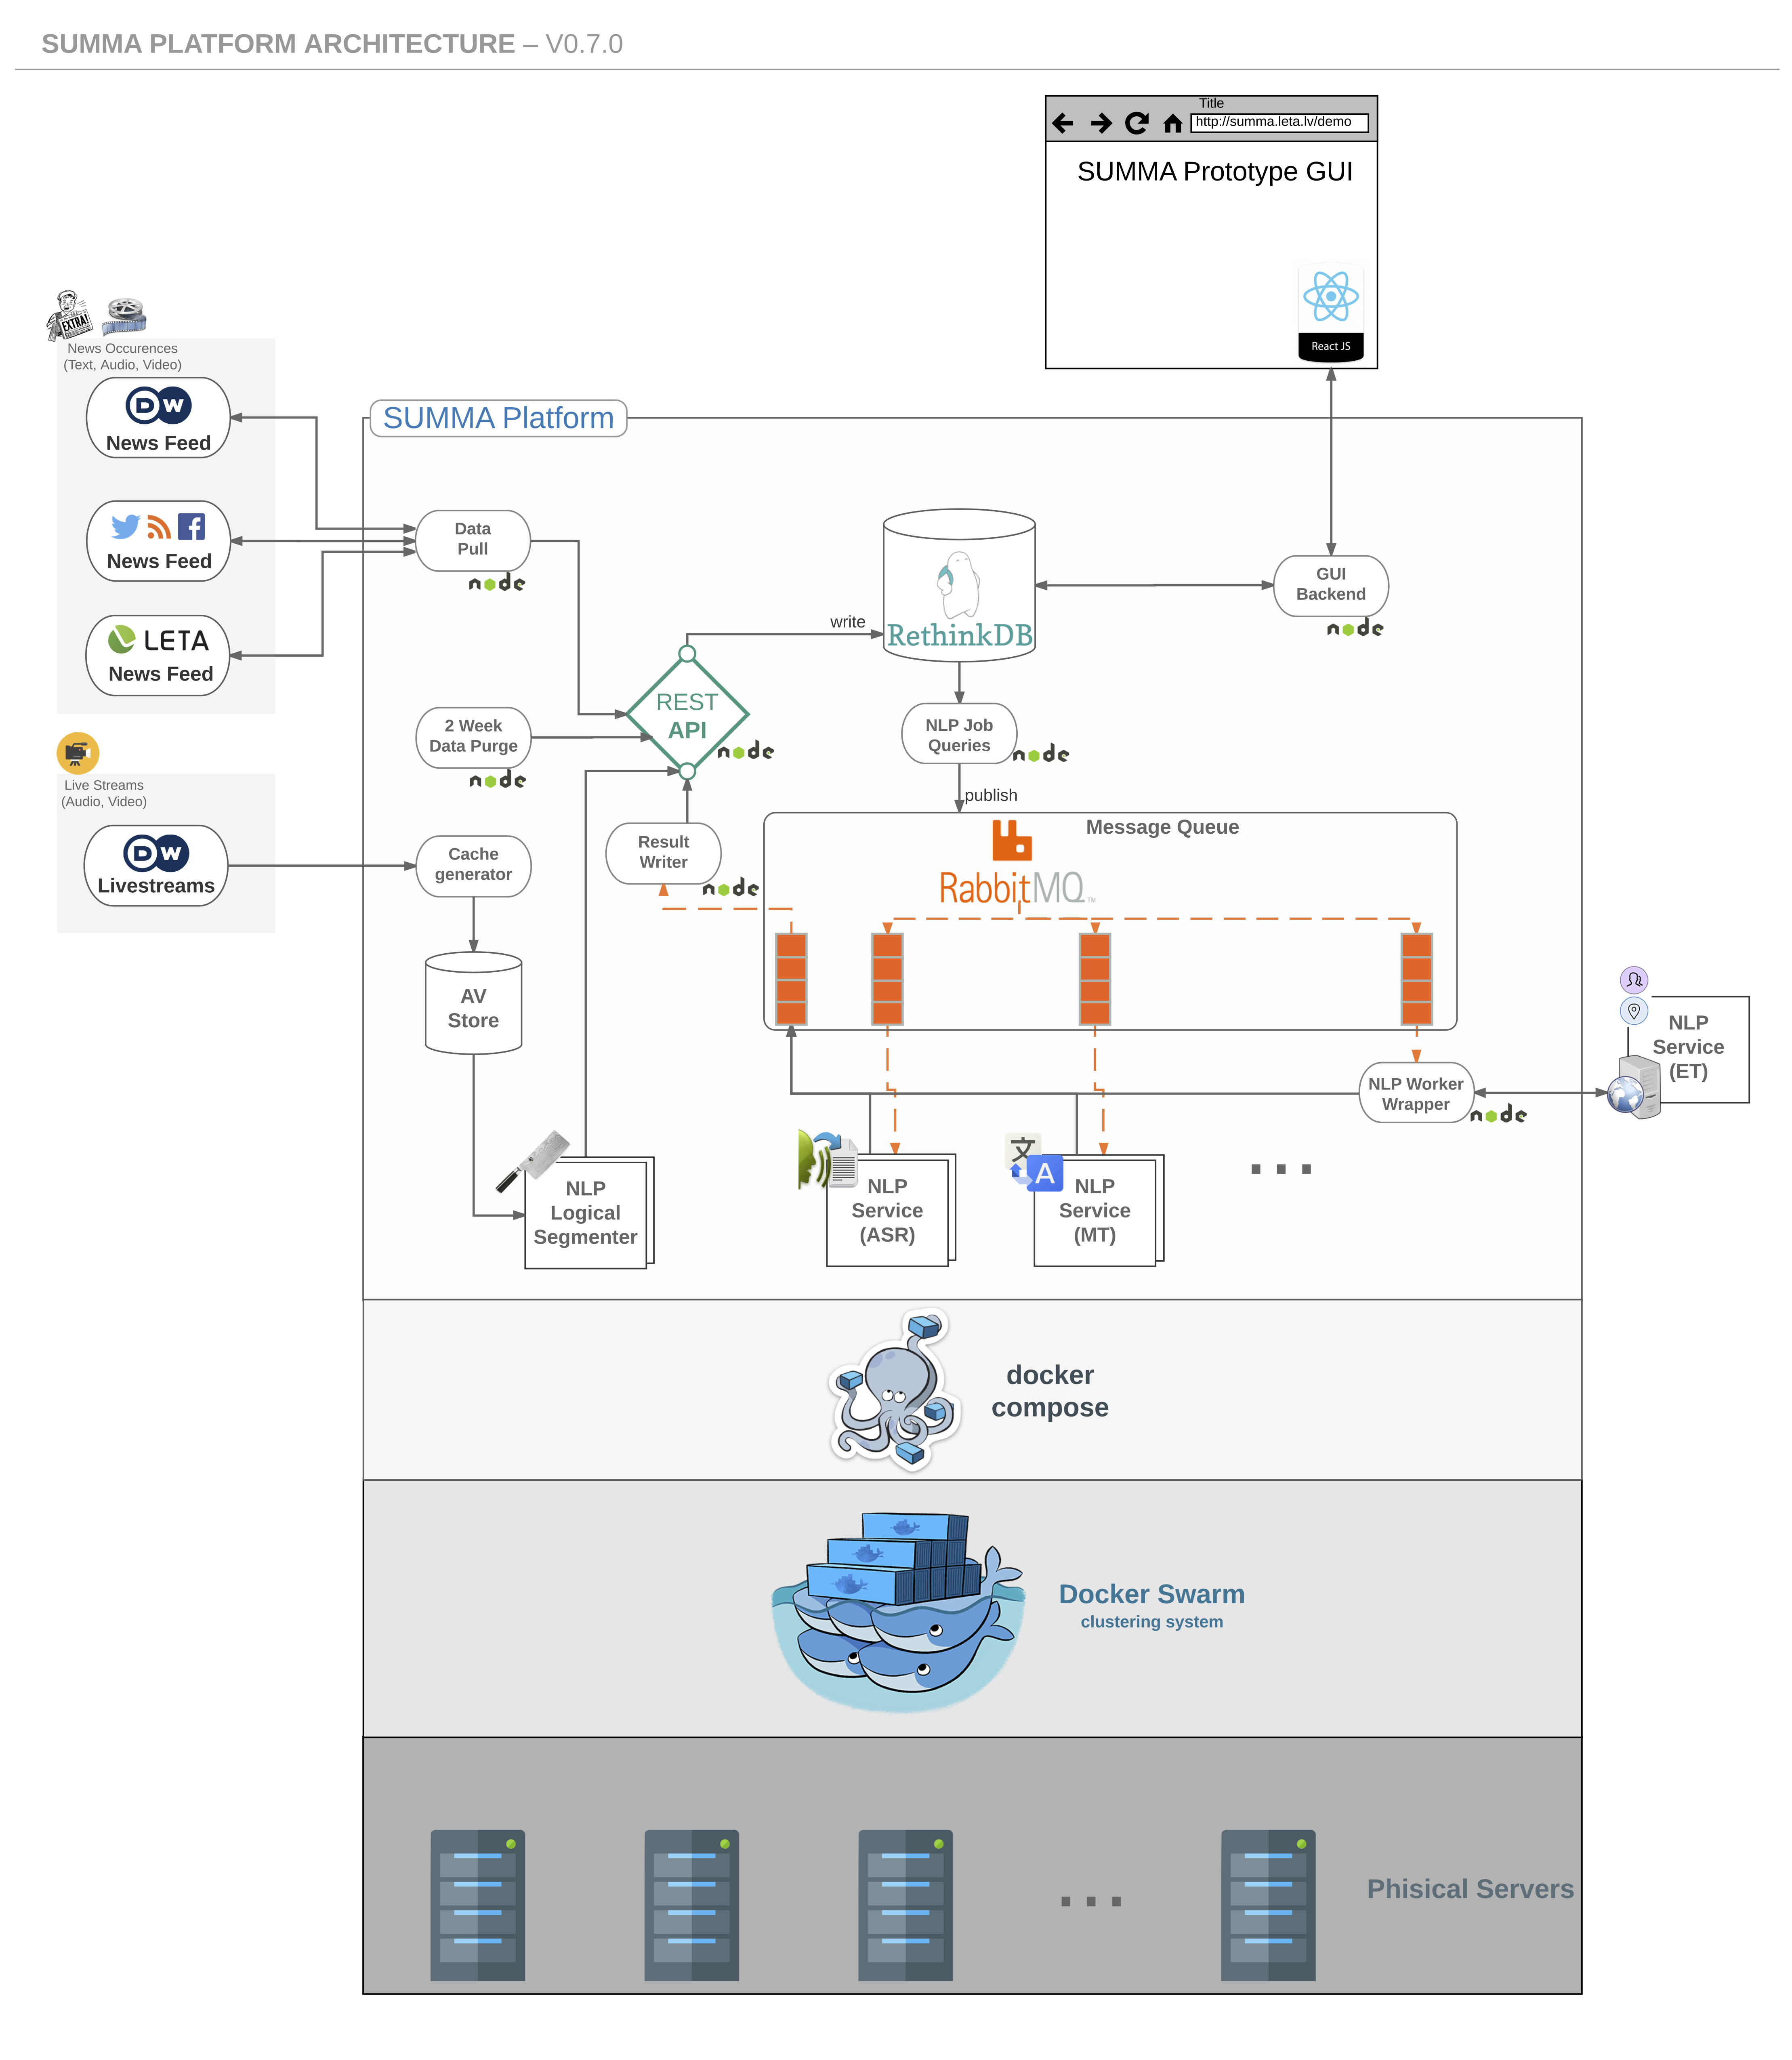 SUMMA PLATFORM ARCHITECTURE – V0.7.0
Title
http://summa.leta.lv/demo
SUMMA Prototype GUI
React JS
EXTRA!
News Occurences
(Text, Audio, Video)
DW
News Feed
News Feed
LETA
News Feed
Live Streams
(Audio, Video)
DW
Livestreams
SUMMA Platform
Data
Pull
node
2 Week
Data Purge
node
Cache
generator
AV
Store
REST
API
node
Result
Writer
node
write
RethinkDB
GUI
Backend
node
NLP Job
Queries
node
publish
Message Queue
RabbitMQ™
NLP Worker
Wrapper
node
NLP
Service
(ET)
NLP
Logical
Segmenter
NLP
Service
(ASR)
文
A
NLP
Service
(MT)
...
docker
compose
Docker Swarm
clustering system
...
Phisical Servers